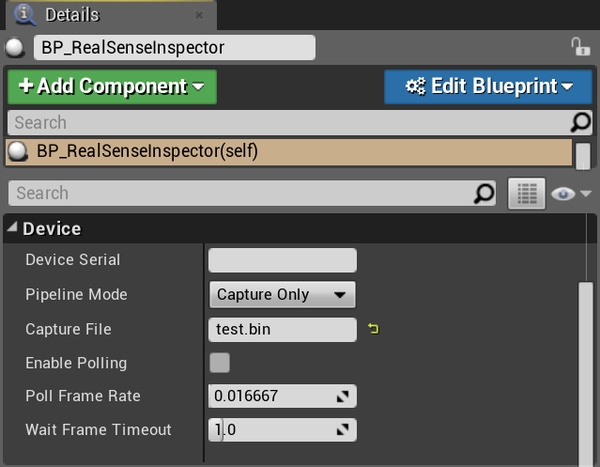 Details
BP_RealSenseInspector
+Add Component
Edit Blueprint
Search
BP_RealSenseInspector(self)
Search
Device
Device Serial
Pipeline Mode Capture Only
Capture File test.bin
Enable Polling
Poll Frame Rate 0.016667
Wait Frame Timeout 1.0